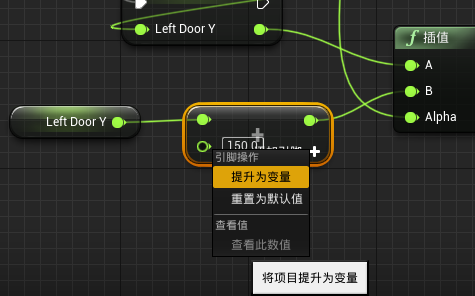 Left Door Y
插值
A
B
Alpha
Left Door Y
150.0
引脚操作
提升为变量
重置为默认值
查看值
查看此数值
将项目提升为变量